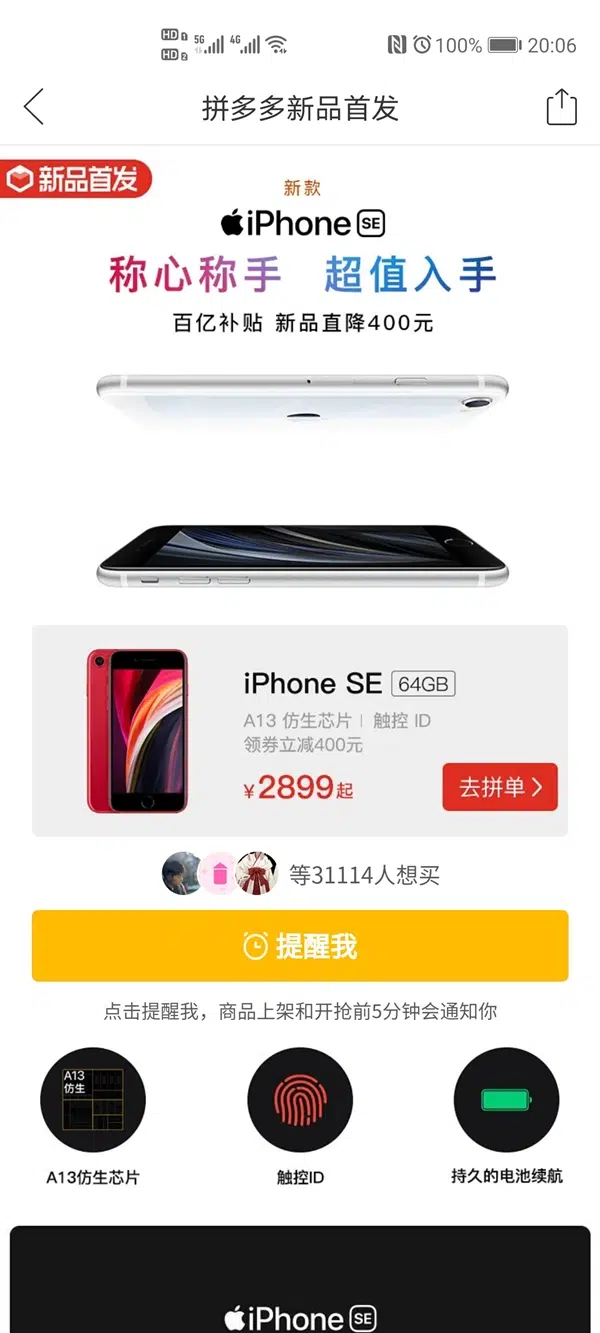 HD 1 5G 4G 100% 20:06
HD 2
拼多多新品首发
新品首发
新款
iPhone SE
称心称手 超值入手
百亿补贴 新品直降400元
iPhone SE 64GB
A13 仿生芯片 | 触控 ID
领券立减400元
¥2899起
去拼单
等31114人想买
提醒我
点击提醒我，商品上架和开抢前5分钟会通知你
A13
仿生
A13仿生芯片 触控ID 持久的电池续航
iPhone SE